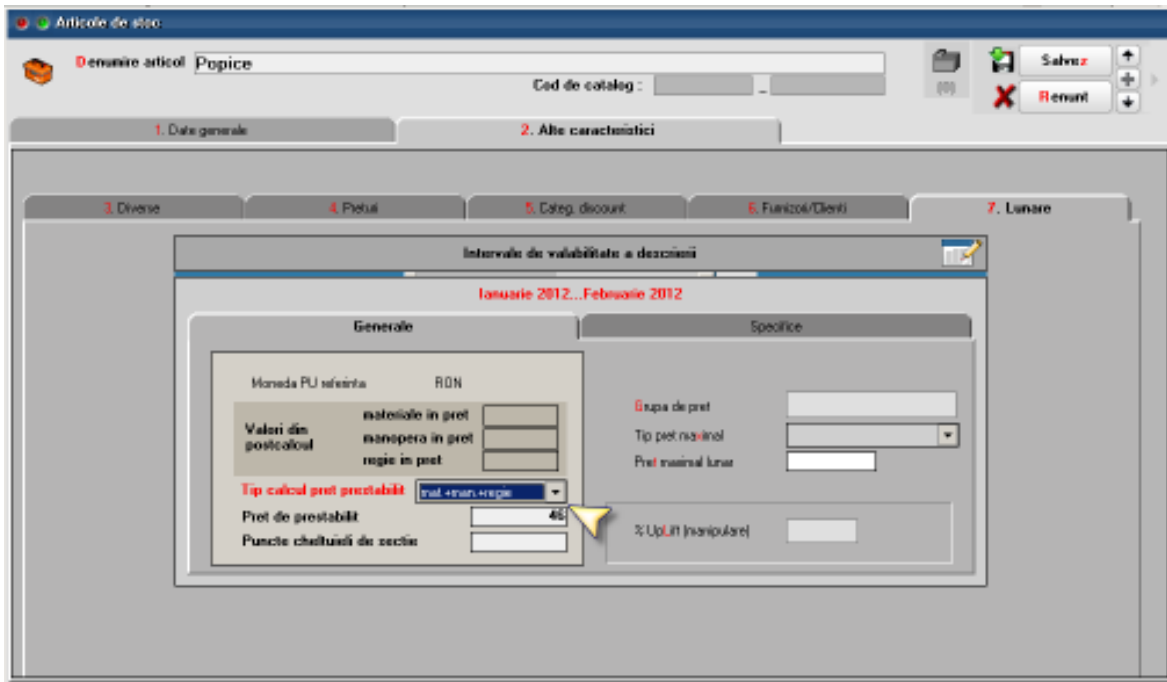 Articole de stoc
Denumire articol Popice
Cod de catalog : _
(0)
Salvez
Renunt
1. Date generale
2. Alte caracteristici
3. Diverse
4. Preturi
5. Categ. discount
6. Furnizori/Clienti
7. Lunare
Intervale de valabilitate a descrierii
Ianuarie 2012...Februarie 2012
Generale
Specifice
Moneda PU referinta RON
Valori din postcalcul
materiale in pret
manopera in pret
regie in pret
Tip calcul pret prestabilit mat.+man.+regie
Pret de prestabilit 46
Puncte cheltuieli de sectie
Grupa de pret
Tip pret maximal
Pret maximal lunar
% UpLift (manipulare)